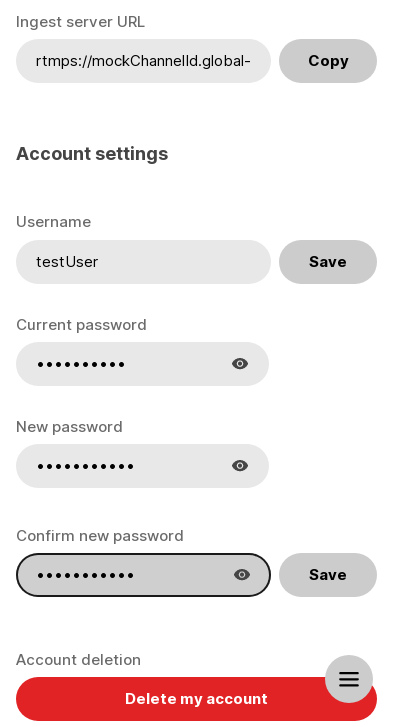 Ingest server URL
rtmps://mockChannelId.global-
Copy
Account settings
Username
testUser
Save
Current password
••••••••••
New password
•••••••••••
Confirm new password
•••••••••••
Save
Account deletion
Delete my account